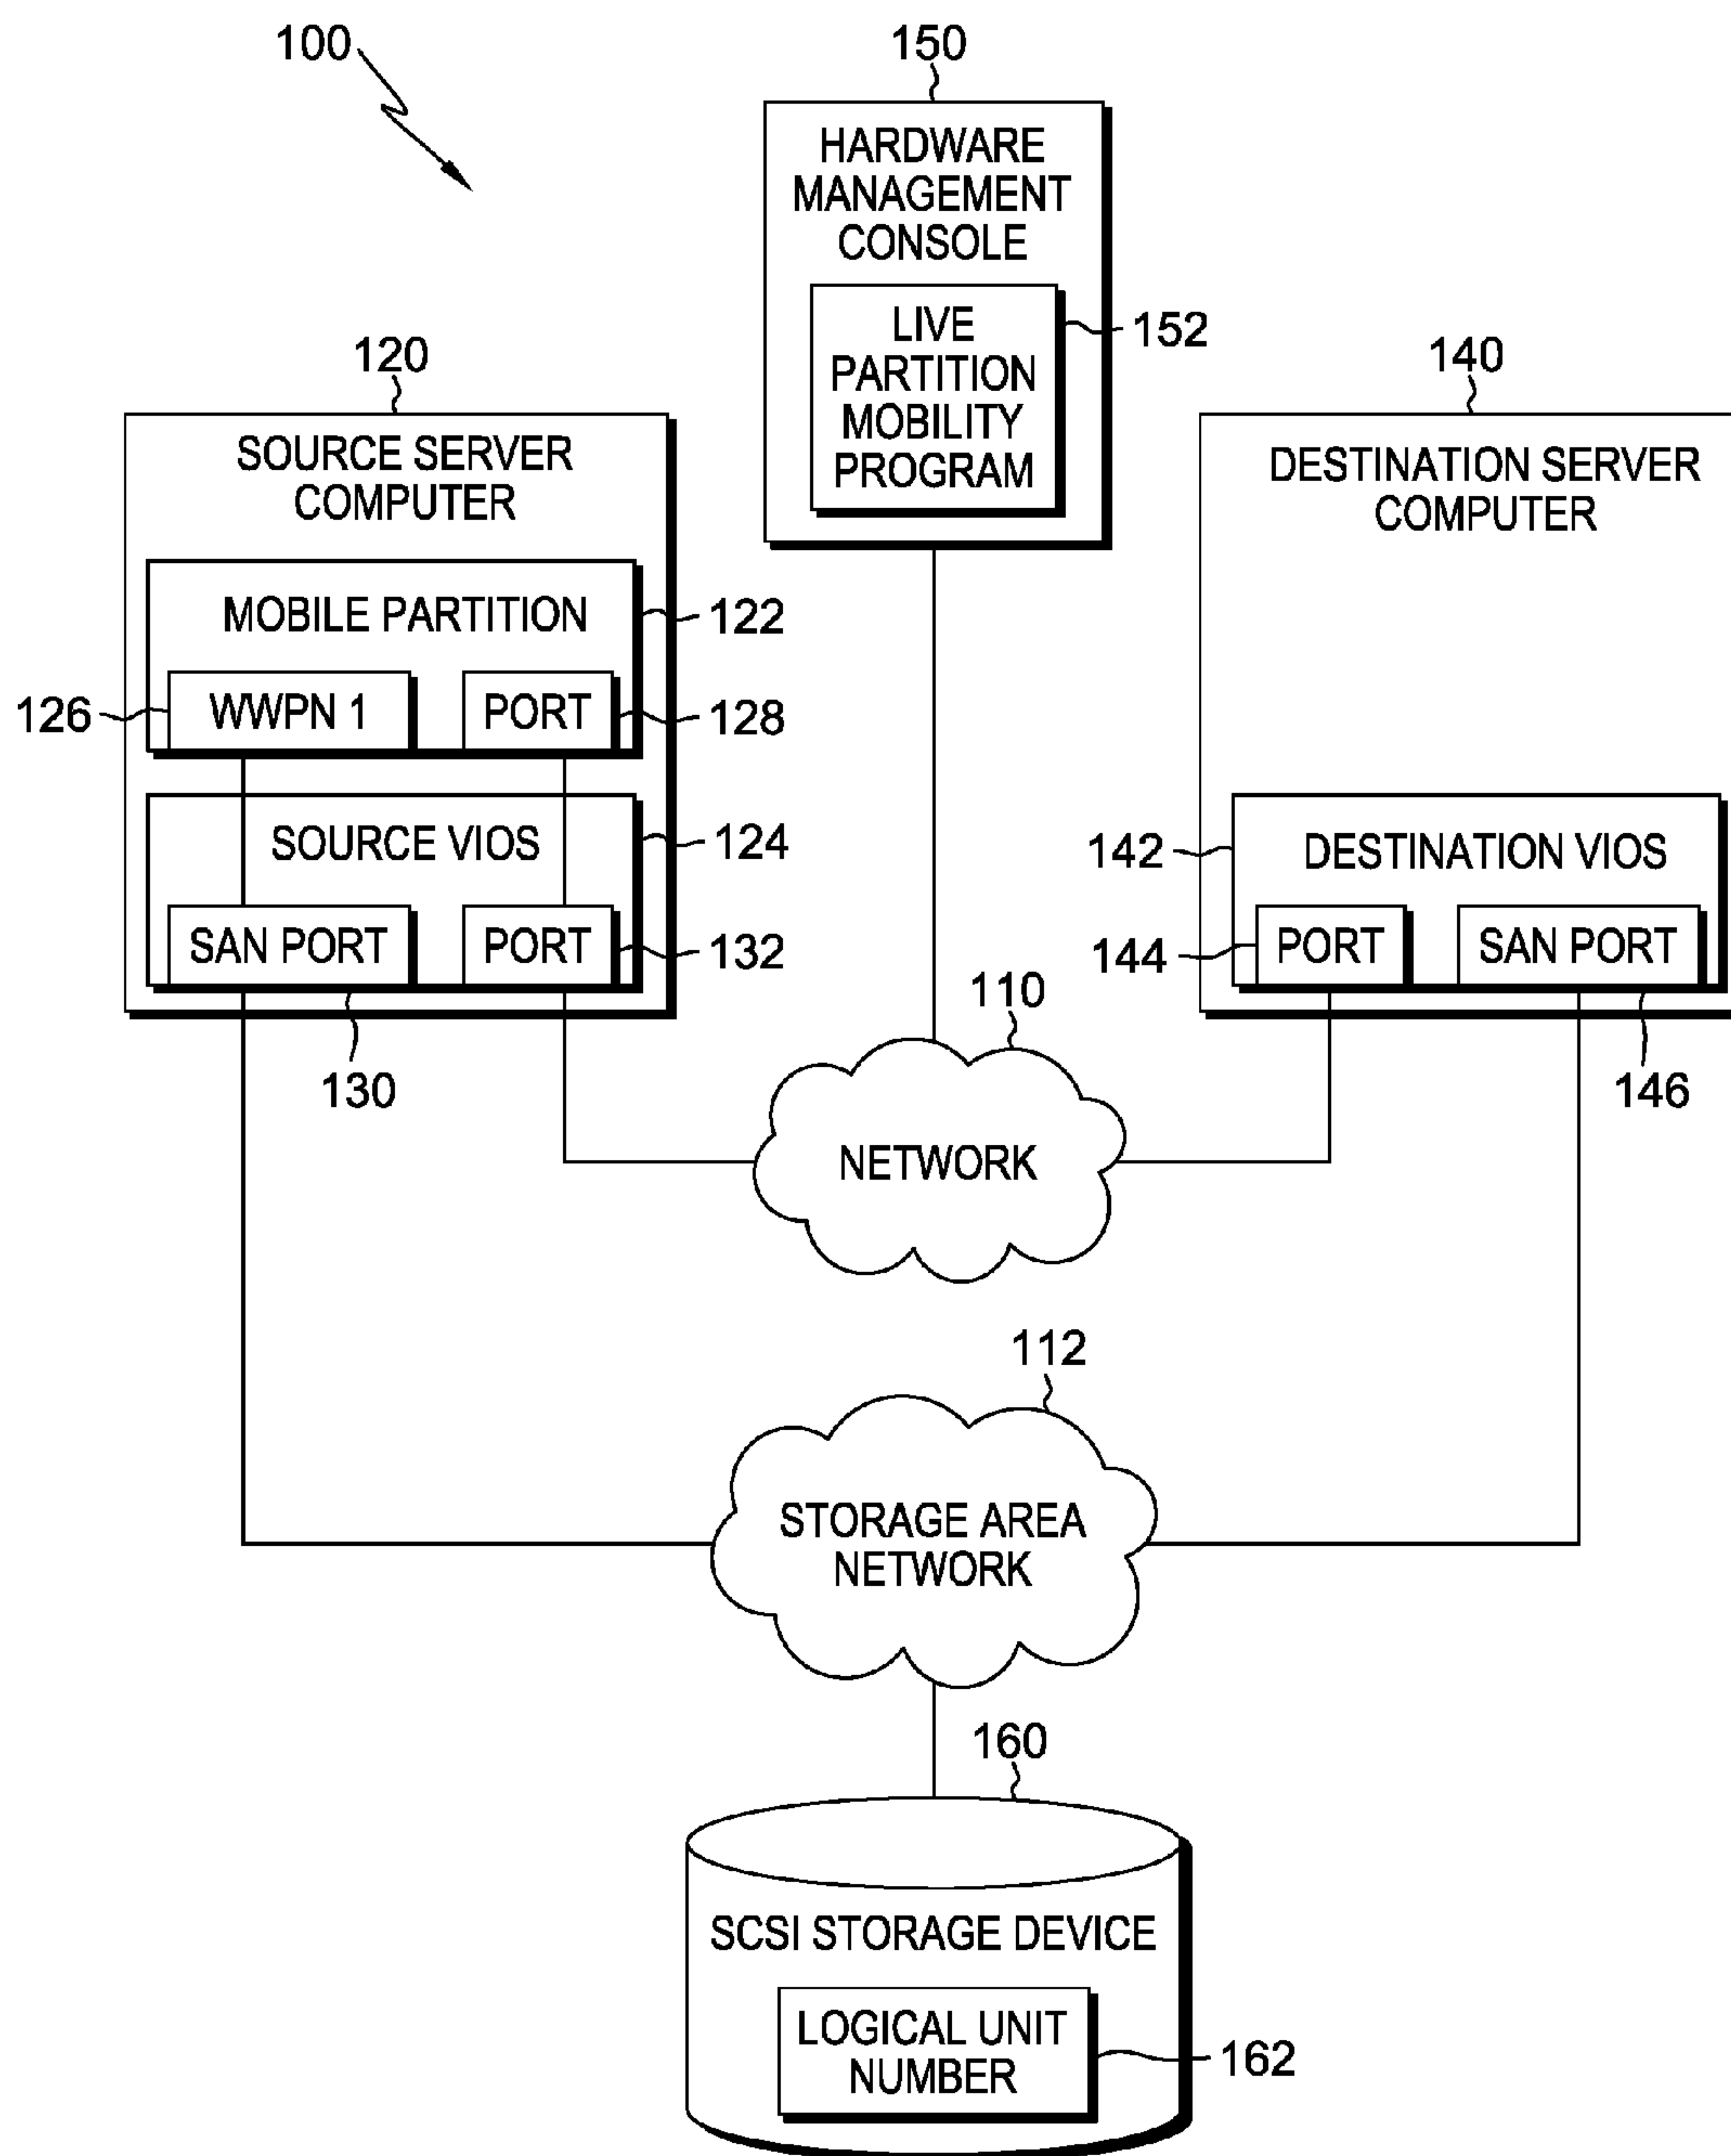 100
150
HARDWARE
MANAGEMENT
CONSOLE
LIVE
PARTITION
MOBILITY
PROGRAM
152
120
SOURCE SERVER
COMPUTER
MOBILE PARTITION
122
126
WWPN 1
PORT
128
SOURCE VIOS
124
SAN PORT
PORT
132
130
140
DESTINATION SERVER
COMPUTER
142
DESTINATION VIOS
144
PORT
SAN PORT
146
110
NETWORK
112
STORAGE AREA
NETWORK
160
SCSI STORAGE DEVICE
LOGICAL UNIT
NUMBER
162